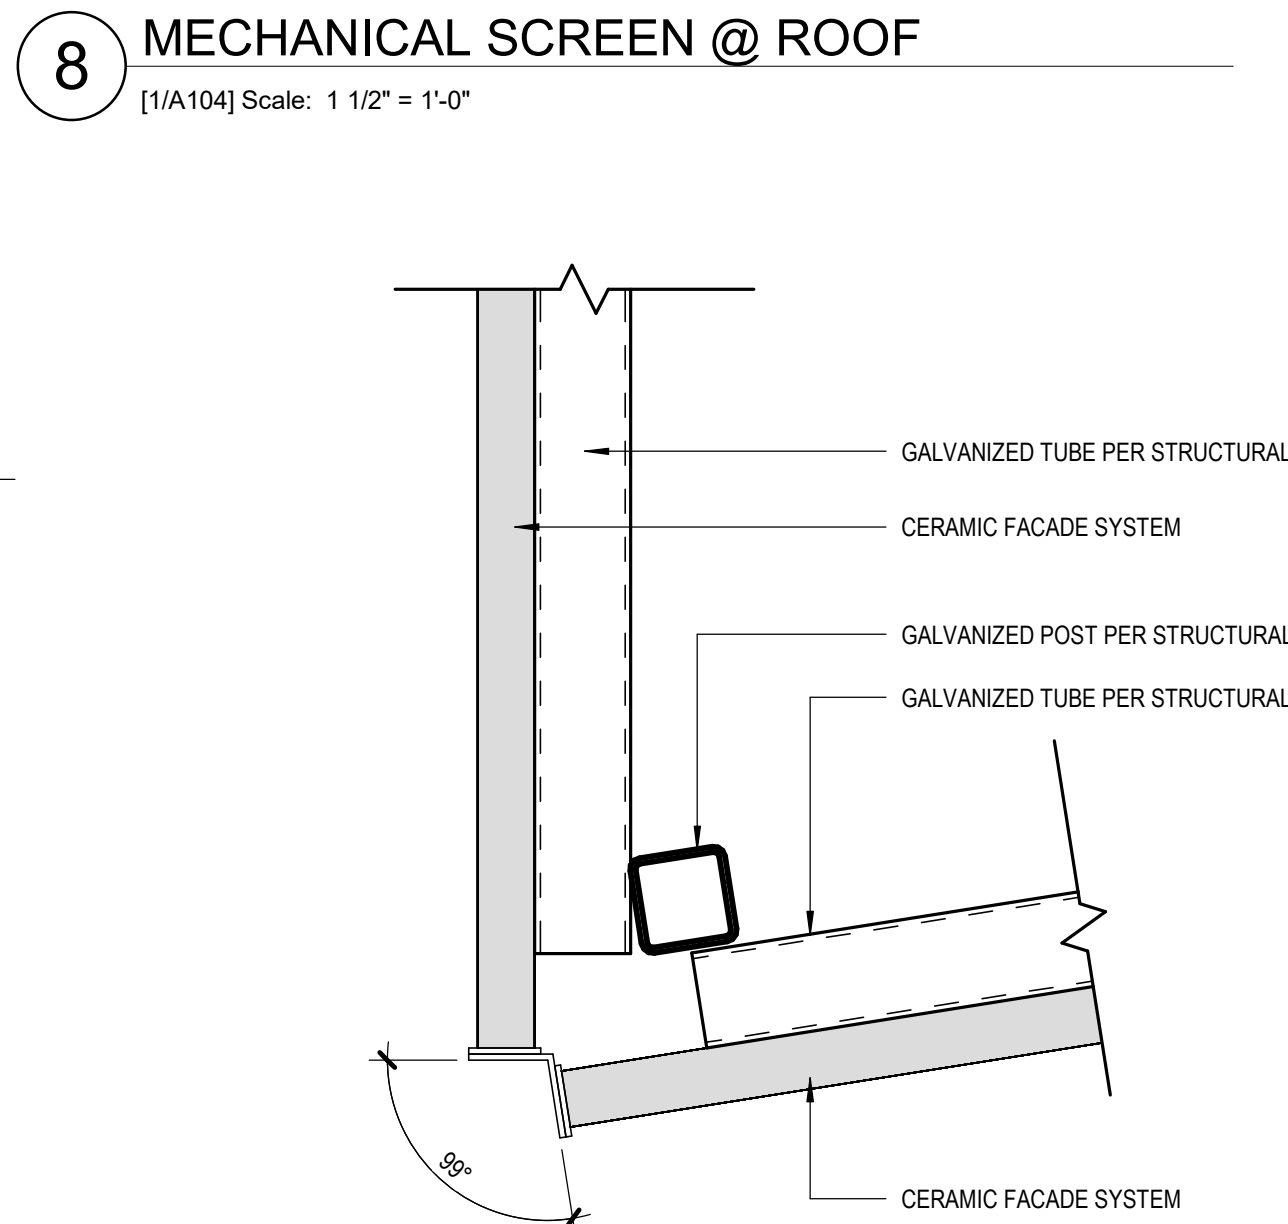 8
MECHANICAL SCREEN @ ROOF
[1/A104] Scale: 1 1/2" = 1'-0"
GALVANIZED TUBE PER STRUCTURAL
CERAMIC FACADE SYSTEM
GALVANIZED POST PER STRUCTURAL
GALVANIZED TUBE PER STRUCTURAL
99°
CERAMIC FACADE SYSTEM